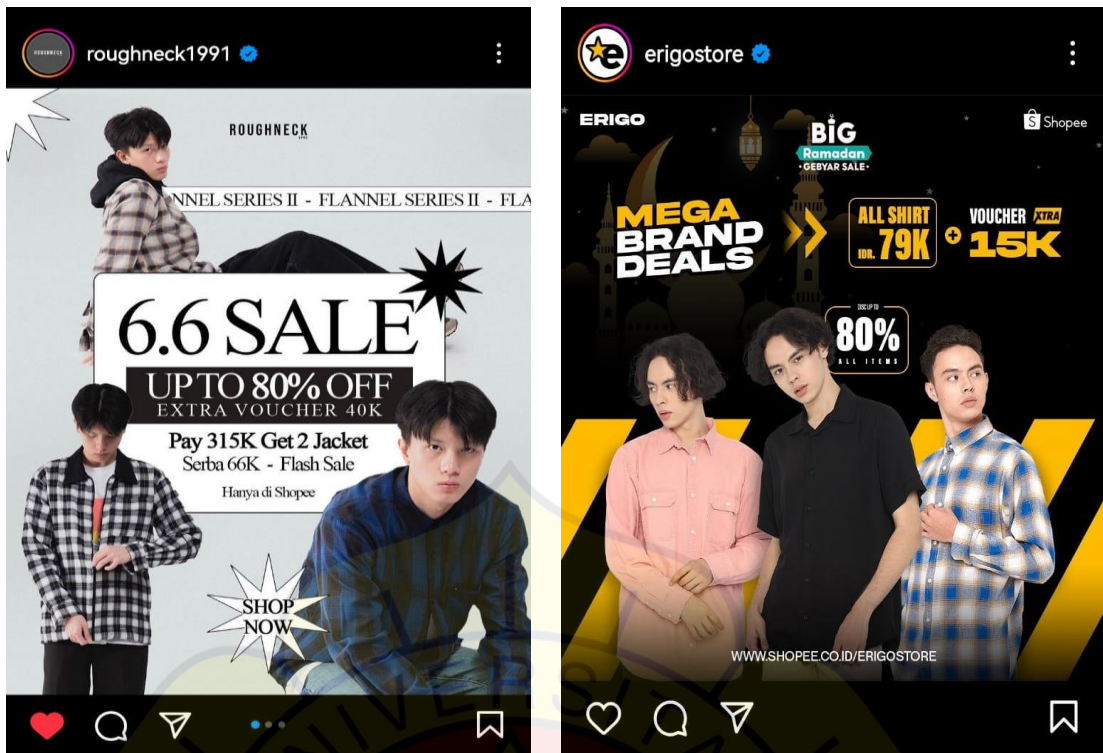 roughneck1991
ROUGHNECK
1991
NNEL SERIES II - FLANNEL SERIES II - FLA
6.6 SALE
UP TO 80% OFF
EXTRA VOUCHER 40K
Pay 315K Get 2 Jacket
Serba 66K - Flash Sale
Hanya di Shopee
SHOP
NOW
erigostore
e
ERIGO
S Shopee
BIG
Ramadan
• GEBYAR SALE •
MEGA
BRAND
DEALS
ALL SHIRT
IDR. 79K
+
VOUCHER XTRA
15K
DISC UP TO
80%
ALL ITEMS
WWW.SHOPEE.CO.ID/ERIGOSTORE
UNIVERSITA